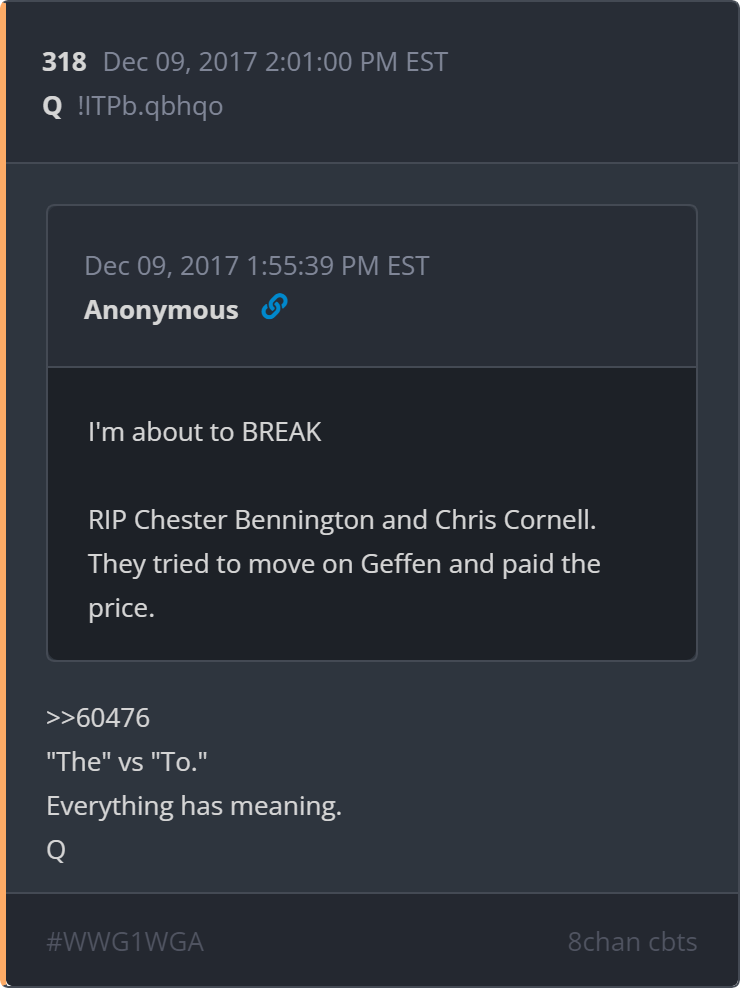 318 Dec 09, 2017 2:01:00 PM EST
Q !ITPb.qbhqo
Dec 09, 2017 1:55:39 PM EST
Anonymous
I'm about to BREAK
RIP Chester Bennington and Chris Cornell.
They tried to move on Geffen and paid the
price.
>>60476
"The" vs "To."
Everything has meaning.
Q
#WWG1WGA 8chan cbts